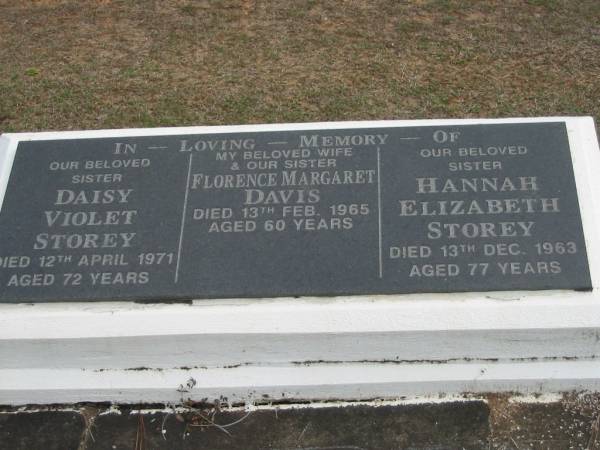 IN -- LOVING - MEMORY - OF
OUR BELOVED
SISTER
DAISY
VIOLET
STOREY
DIED 12TH APRIL 1971
AGED 72 YEARS
MY BELOVED WIFE
& OUR SISTER
FLORENCE MARGARET
DAVIS
DIED 13TH FEB. 1965
AGED 60 YEARS
OUR BELOVED
SISTER
HANNAH
ELIZABETH
STOREY
DIED 13TH DEC. 1963
AGED 77 YEARS